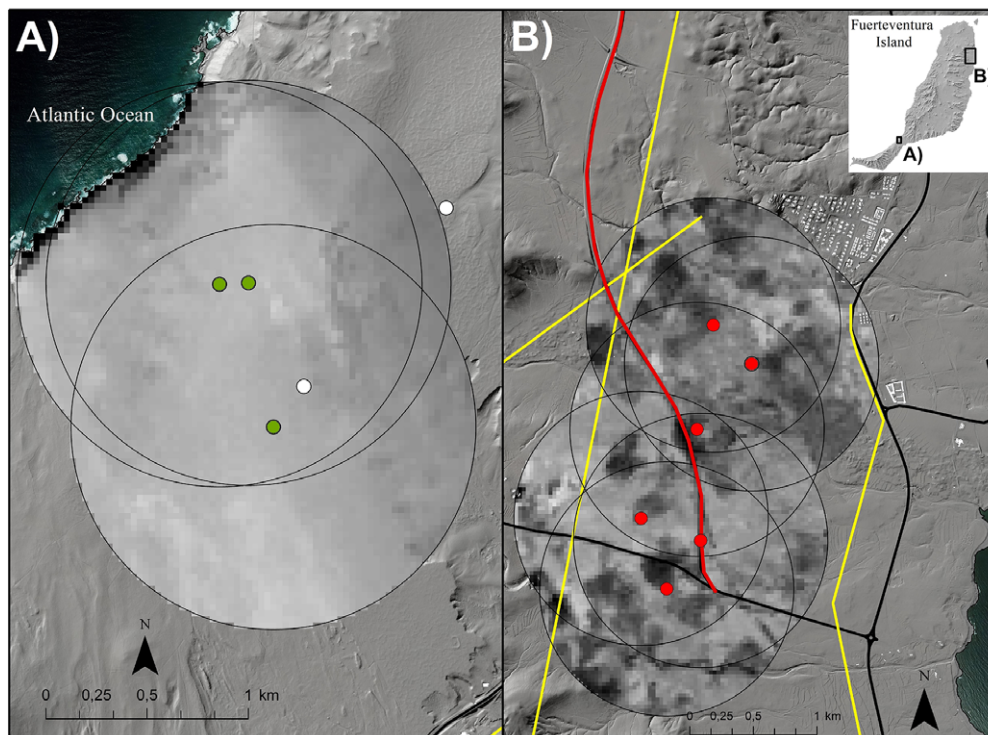 A)
Atlantic Ocean
N
0 0,25 0,5 1 km
B)
N
0 0,25 0,5 1 km
Fuerteventura
Island
B)
A)